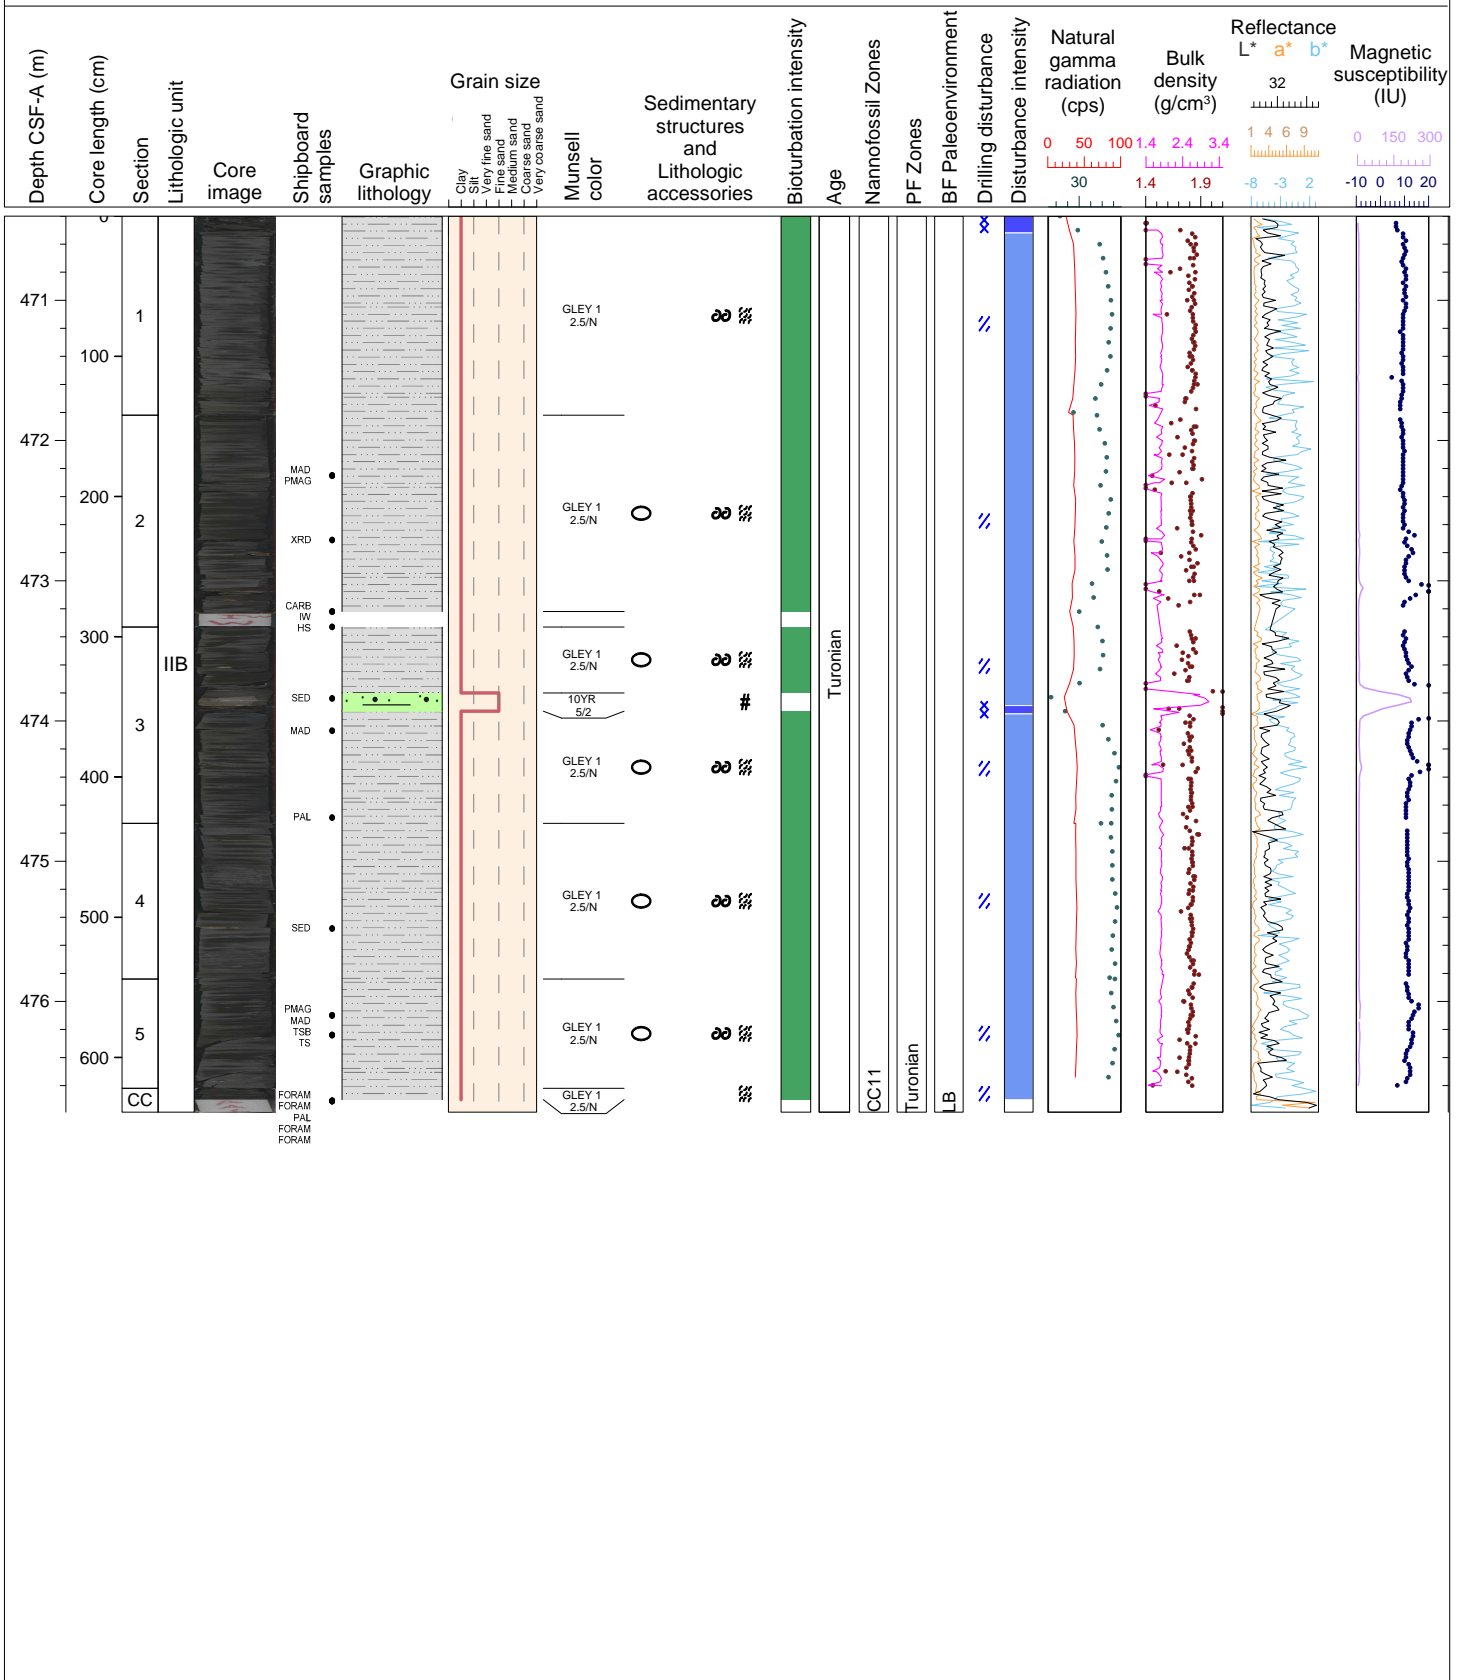 Depth CSF-A (m)
Core length (cm)
Section
Lithologic unit
Core
image
Shipboard
samples
Graphic
lithology
Grain size
Clay
Silt
Very fine sand
Fine sand
Medium sand
Coarse sand
Very coarse sand
Munsell
color
Sedimentary
structures
and
Lithologic
accessories
Bioturbation intensity
Age
Nannofossil Zones
PF Zones
BF Paleoenvironment
Drilling disturbance
Disturbance intensity
Natural
gamma
radiation
(cps)
0 50 100
30
Bulk
density
(g/cm³)
1.4 2.4 3.4
1.4 1.9
Reflectance
L* a* b*
32
1 4 6 9
-8 -3 2
Magnetic
susceptibility
(IU)
0 150 300
-10 0 10 20
0
471
1
GLEY 1
2.5/N
100
472
MAD
PMAG
200
2
GLEY 1
2.5/N
XRD
473
CARB
IW
HS
300
IIB
GLEY 1
2.5/N
Turonian
SED
10YR
5/2
#
474
3
MAD
GLEY 1
2.5/N
400
PAL
475
4
GLEY 1
2.5/N
500
SED
476
PMAG
MAD
TSB
TS
5
GLEY 1
2.5/N
600
CC
FORAM
FORAM
PAL
FORAM
FORAM
GLEY 1
2.5/N
CC11
Turonian
LB